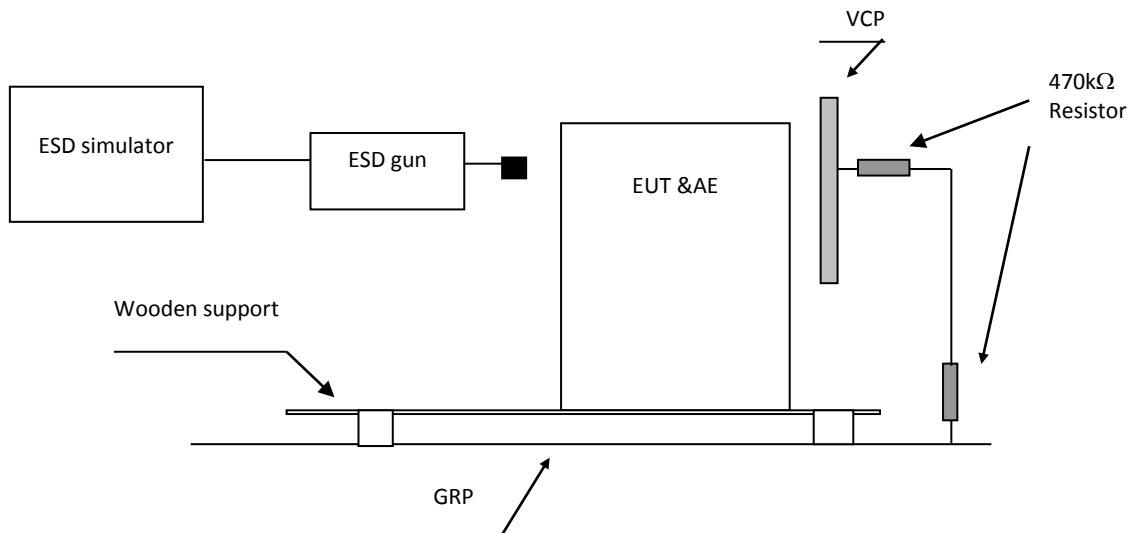 VCP
470kΩ
Resistor
ESD simulator
ESD gun
EUT &AE
Wooden support
GRP